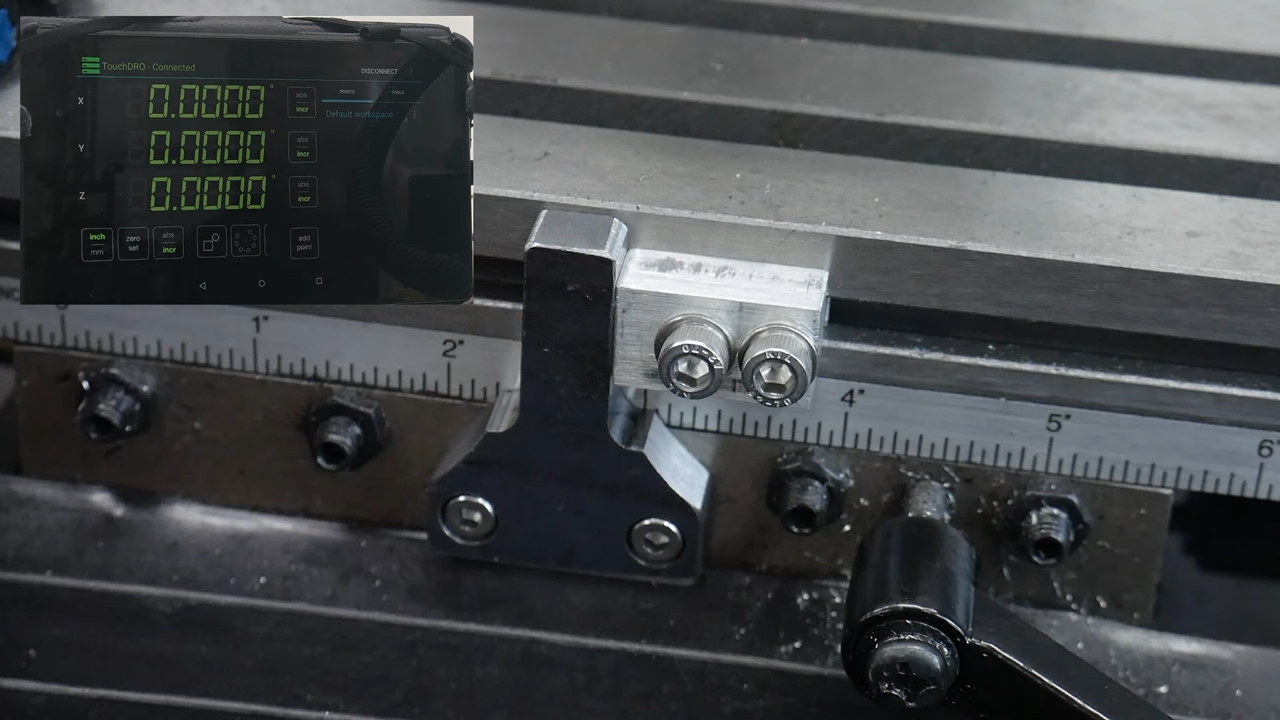 TouchDRO - Connected
DISCONNECT
X
0.0000"
abs
incr
POINTS
TOOLS
Default workspace
Y
0.0000"
abs
incr
Z
0.0000"
abs
incr
inch
mm
zero
set
abs
incr
add
point
1"
2"
4"
5"
6"